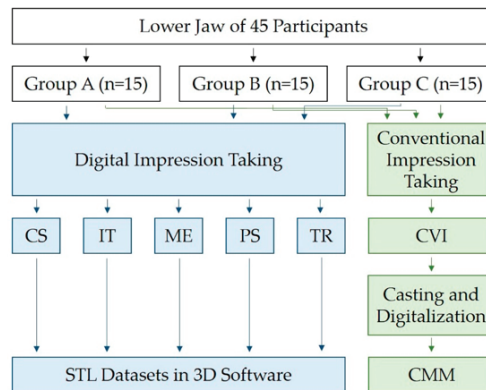 Lower Jaw of 45 Participants
Group A (n=15)
Group B (n=15)
Group C (n=15)
Digital Impression Taking
Conventional
Impression
Taking
CS
IT
ME
PS
TR
CVI
Casting and
Digitalization
STL Datasets in 3D Software
CMM